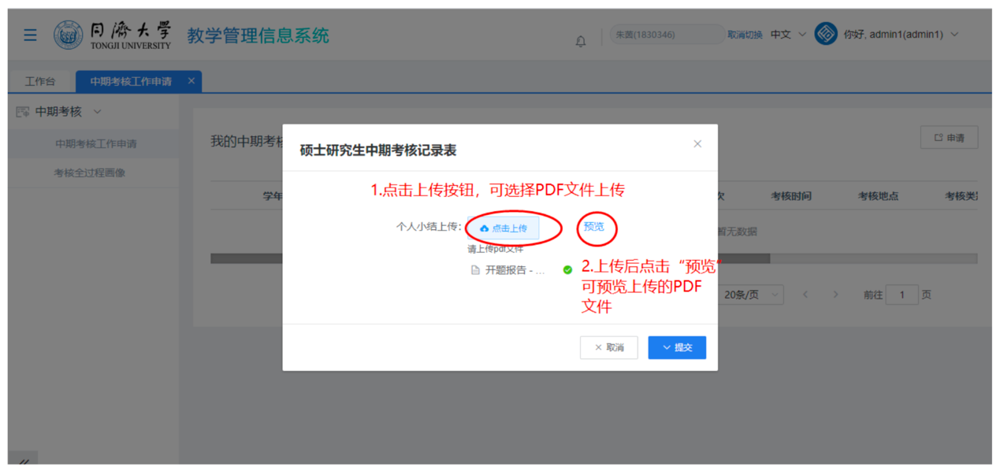 同济大学
TONGJI UNIVERSITY
教学管理信息系统
朱茜(1830346)
取消切换
中文
你好, admin1(admin1)
工作台
中期考核工作申请
中期考核
中期考核工作申请
考核全过程画像
我的中期考核
申请
学年
次
考核时间
考核地点
考核类别
暂无数据
20条/页
前往
1
页
硕士研究生中期考核记录表
1.点击上传按钮，可选择PDF文件上传
个人小结上传：
点击上传
预览
请上传pdf文件
开题报告 - ...
2.上传后点击“预览”
可预览上传的PDF
文件
取消
提交